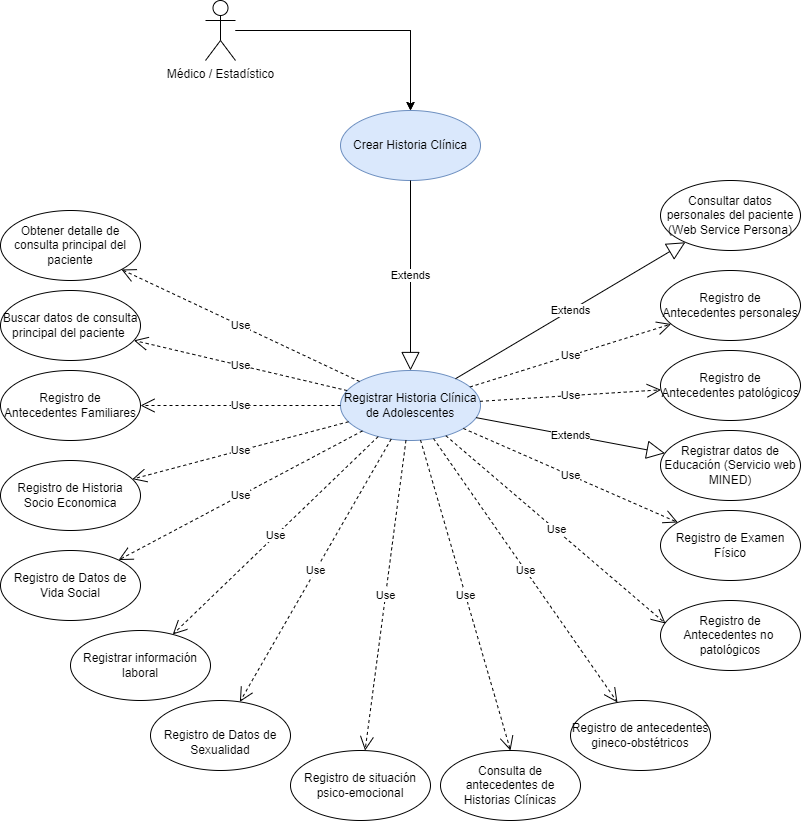 Médico / Estadístico
Crear Historia Clínica
Extends
Consultar datos
personales del paciente
(Web Service Persona)
Obtener detalle de
consulta principal del
paciente
Extends
Registro de
Antecedentes personales
Buscar datos de consulta
principal del paciente
Use
Use
Use
Use
Registro de
Antecedentes patológicos
Registro de
Antecedentes Familiares
Use
Registrar Historia Clínica
de Adolescentes
Extends
Registrar datos de
Educación (Servicio web
MINED)
Use
Use
Registro de Historia
Socio Economica
Use
Use
Registro de Examen
Físico
Use
Use
Use
Use
Use
Use
Registro de Datos de
Vida Social
Registro de
Antecedentes no
patológicos
Registrar información
laboral
Registro de Datos de
Sexualidad
Registro de antecedentes
gineco-obstétricos
Registro de situación
psico-emocional
Consulta de
antecedentes de
Historias Clínicas